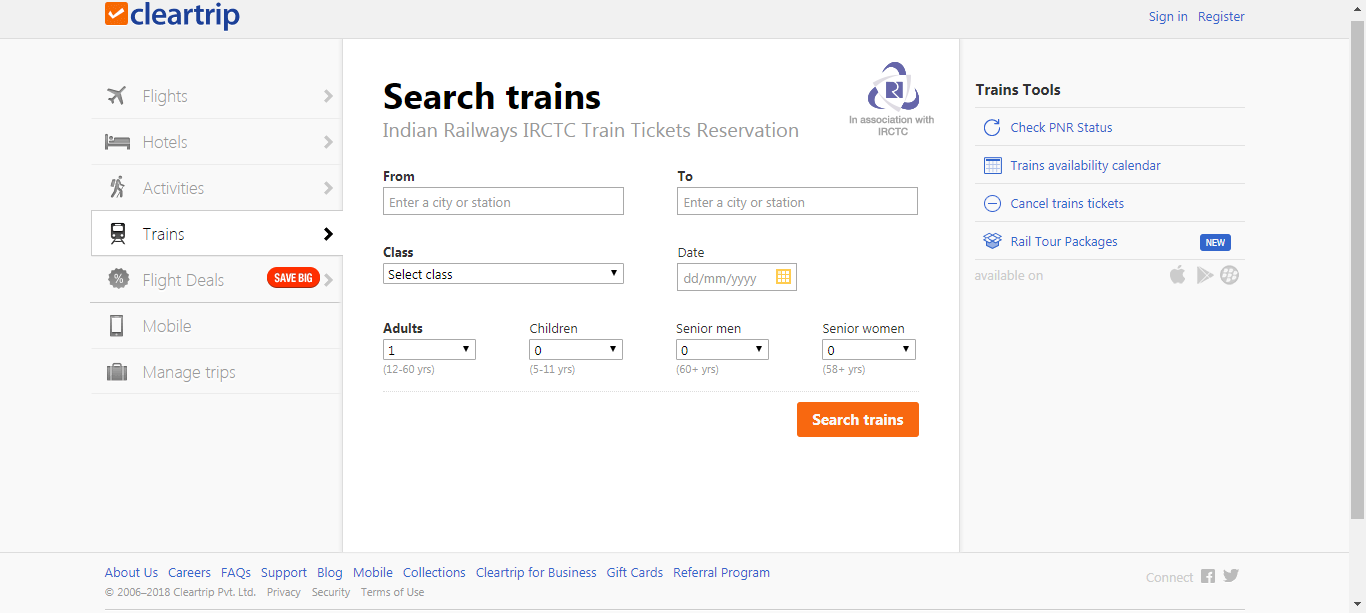 cleartrip
Sign in Register
Flights
Hotels
Activities
Trains
Flight Deals SAVE BIG
Mobile
Manage trips
Search trains
Indian Railways IRCTC Train Tickets Reservation
In association with
IRCTC
From To
Enter a city or station Enter a city or station
Class Date
Select class dd/mm/yyyy
Adults Children Senior men Senior women
1 0 0 0
(12-60 yrs) (5-11 yrs) (60+ yrs) (58+ yrs)
Search trains
Trains Tools
Check PNR Status
Trains availability calendar
Cancel trains tickets
Rail Tour Packages NEW
available on
About Us Careers FAQs Support Blog Mobile Collections Cleartrip for Business Gift Cards Referral Program
© 2006–2018 Cleartrip Pvt. Ltd. Privacy Security Terms of Use
Connect